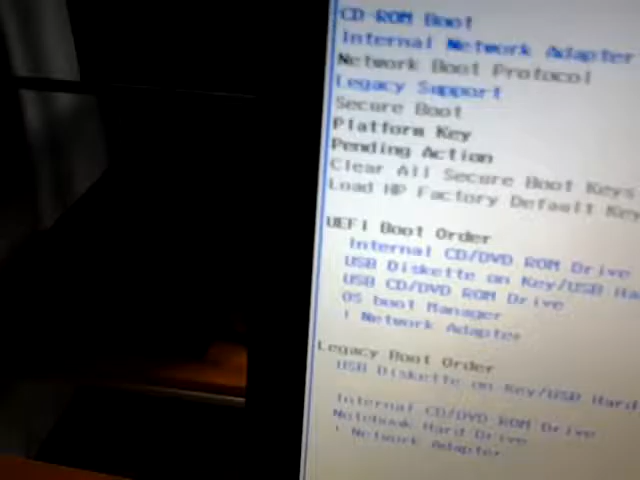 CD-ROM Boot
Internal Network Adapter
Network Boot Protocol
Legacy Support
Secure Boot
Platform Key
Pending Action
Clear All Secure Boot Keys
Load HP Factory Default Key
UEFI Boot Order
Internal CD/DVD ROM Drive
USB Diskette on Key/USB Ha
USB CD/DVD ROM Drive
OS boot Manager
! Network Adapter
Legacy Boot Order
USB Diskette on Key/USB Hard
Internal CD/DVD ROM Drive
Notebook Hard Drive
! Network Adapter